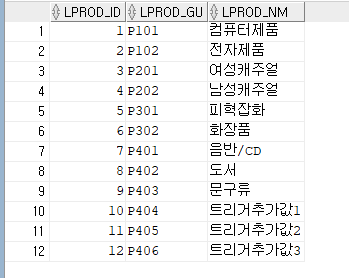 LPROD_ID LPROD_GU LPROD_NM
1 1 P101 컴퓨터제품
2 2 P102 전자제품
3 3 P201 여성캐주얼
4 4 P202 남성캐주얼
5 5 P301 피혁잡화
6 6 P302 화장품
7 7 P401 음반/CD
8 8 P402 도서
9 9 P403 문구류
10 10 P404 트리거추가값1
11 11 P405 트리거추가값2
12 12 P406 트리거추가값3